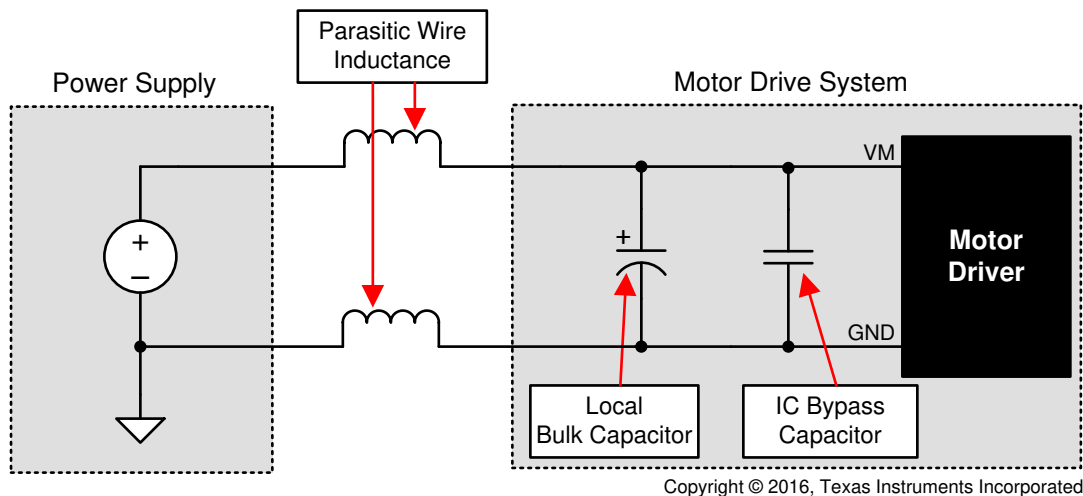 Parasitic Wire
Inductance
Power Supply
Motor Drive System
VM
+
–
+
Motor
Driver
GND
Local
Bulk Capacitor
IC Bypass
Capacitor
Copyright © 2016, Texas Instruments Incorporated